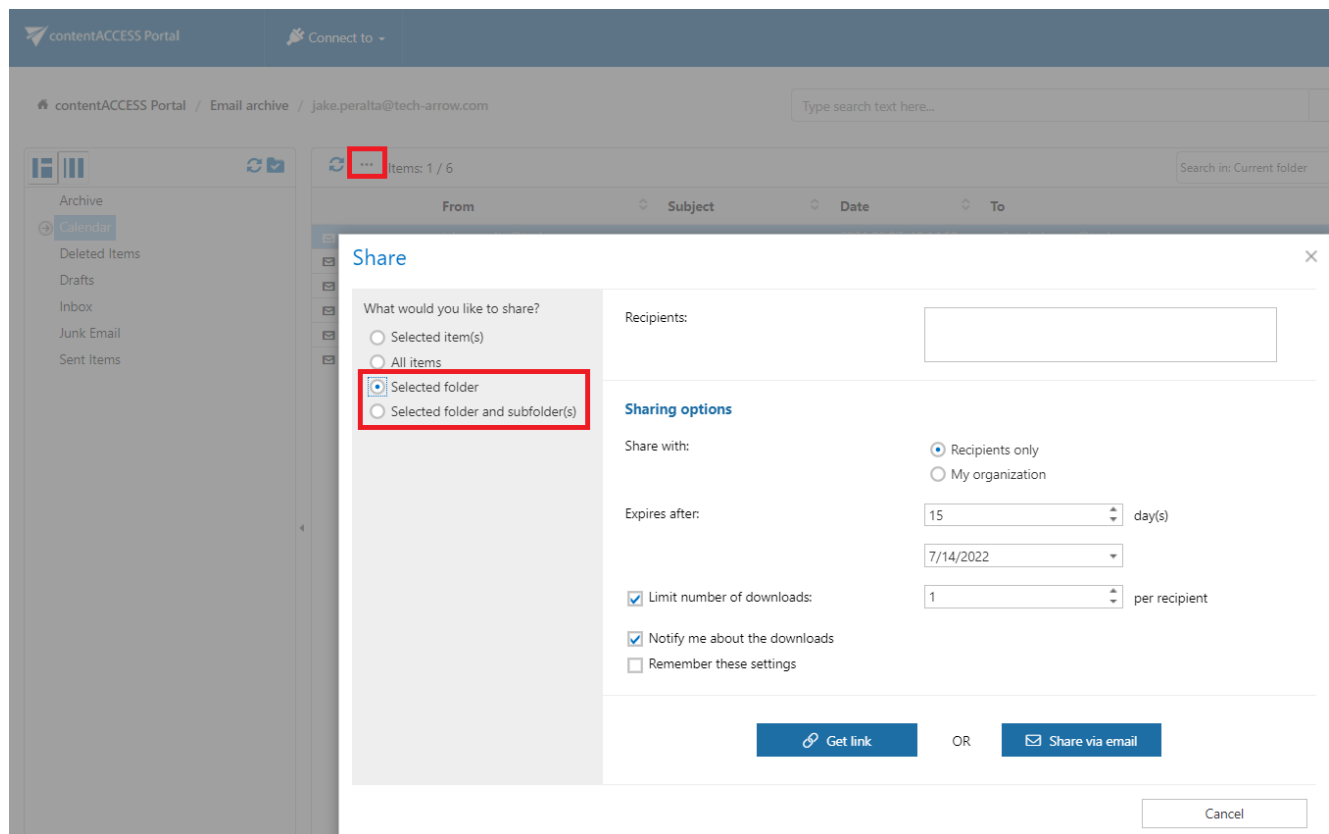 contentACCESS Portal
Connect to
contentACCESS Portal / Email archive / jake.peralta@tech-arrow.com
Type search text here...
... Items: 1 / 6
Search in: Current folder
Archive
Calendar
Deleted Items
Drafts
Inbox
Junk Email
Sent Items
From Subject Date To
Share
What would you like to share?
Selected item(s)
All items
Selected folder
Selected folder and subfolder(s)
Recipients:
Sharing options
Share with:
Recipients only
My organization
Expires after:
15 day(s)
7/14/2022
Limit number of downloads:
1 per recipient
Notify me about the downloads
Remember these settings
Get link OR Share via email
Cancel